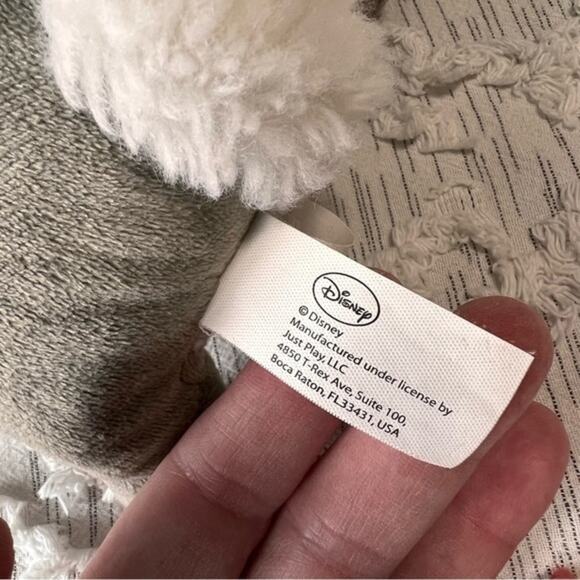 Disney
© Disney
Manufactured under license by
Just Play, LLC
4850 T-Rex Ave, Suite 100,
Boca Raton, FL33431, USA